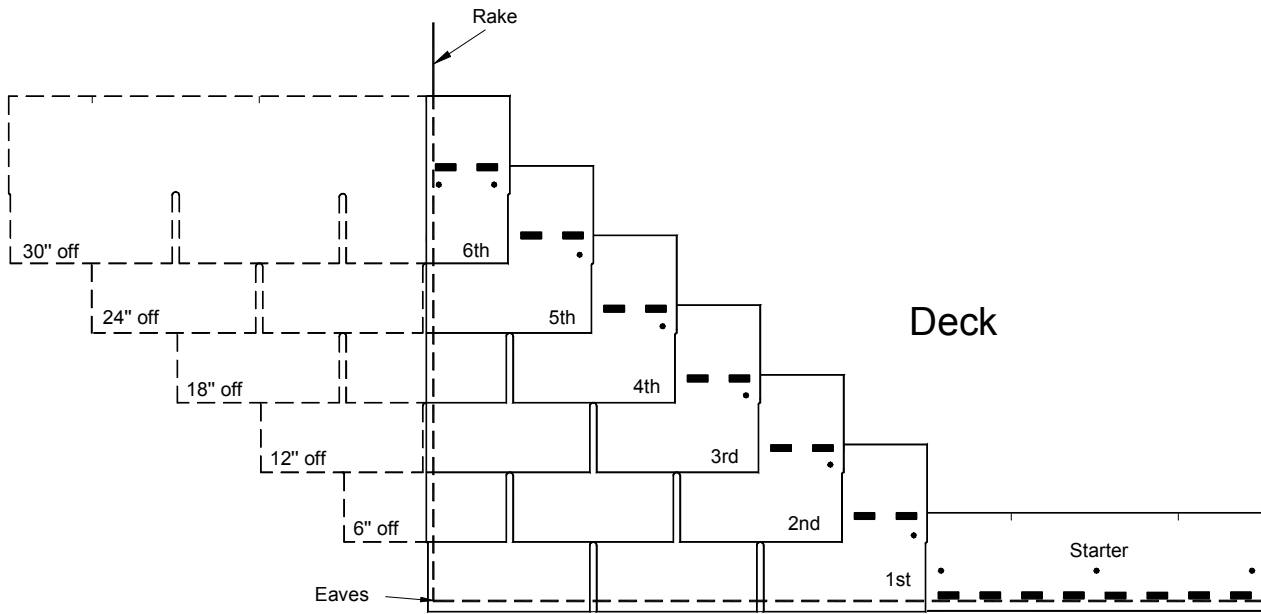 Rake
30" off
6th
24" off
5th
Deck
18" off
4th
12" off
3rd
6" off
2nd
Starter
1st
Eaves